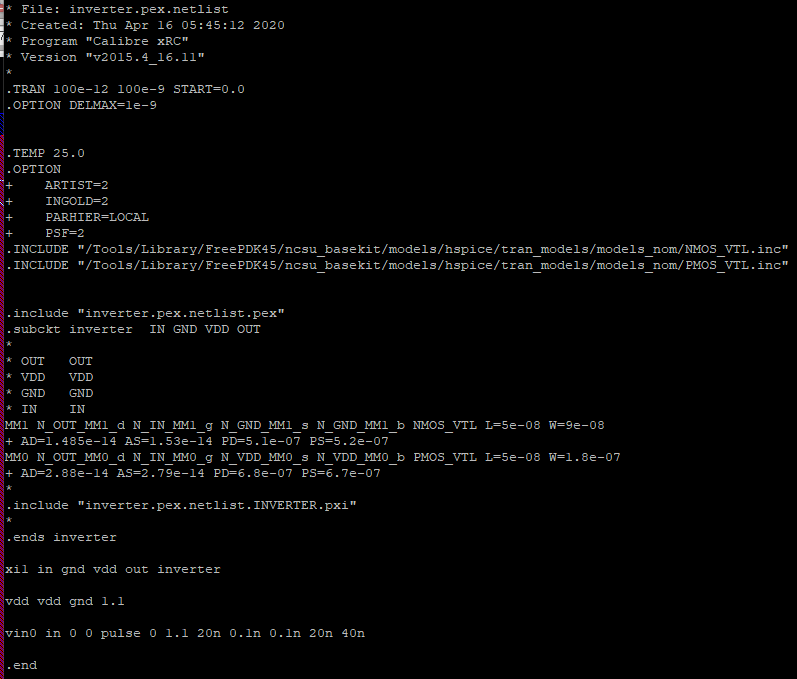 * File: inverter.pex.netlist
* Created: Thu Apr 16 05:45:12 2020
* Program "Calibre xRC"
* Version "v2015.4_16.11"
*
.TRAN 100e-12 100e-9 START=0.0
.OPTION DELMAX=1e-9
.TEMP 25.0
.OPTION
+    ARTIST=2
+    INGOLD=2
+    PARHIER=LOCAL
+    PSF=2
.INCLUDE "/Tools/Library/FreePDK45/ncsu_basekit/models/hspice/tran_models/models_nom/NMOS_VTL.inc"
.INCLUDE "/Tools/Library/FreePDK45/ncsu_basekit/models/hspice/tran_models/models_nom/PMOS_VTL.inc"
.include "inverter.pex.netlist.pex"
.subckt inverter  IN GND VDD OUT
*
* OUT   OUT
* VDD   VDD
* GND   GND
* IN    IN
MM1 N_OUT_MM1_d N_IN_MM1_g N_GND_MM1_s N_GND_MM1_b NMOS_VTL L=5e-08 W=9e-08
+ AD=1.485e-14 AS=1.53e-14 PD=5.1e-07 PS=5.2e-07
MM0 N_OUT_MM0_d N_IN_MM0_g N_VDD_MM0_s N_VDD_MM0_b PMOS_VTL L=5e-08 W=1.8e-07
+ AD=2.88e-14 AS=2.79e-14 PD=6.8e-07 PS=6.7e-07
*
.include "inverter.pex.netlist.INVERTER.pxi"
*
.ends inverter
xi1 in gnd vdd out inverter
vdd vdd gnd 1.1
vin0 in 0 0 pulse 0 1.1 20n 0.1n 0.1n 20n 40n
.end